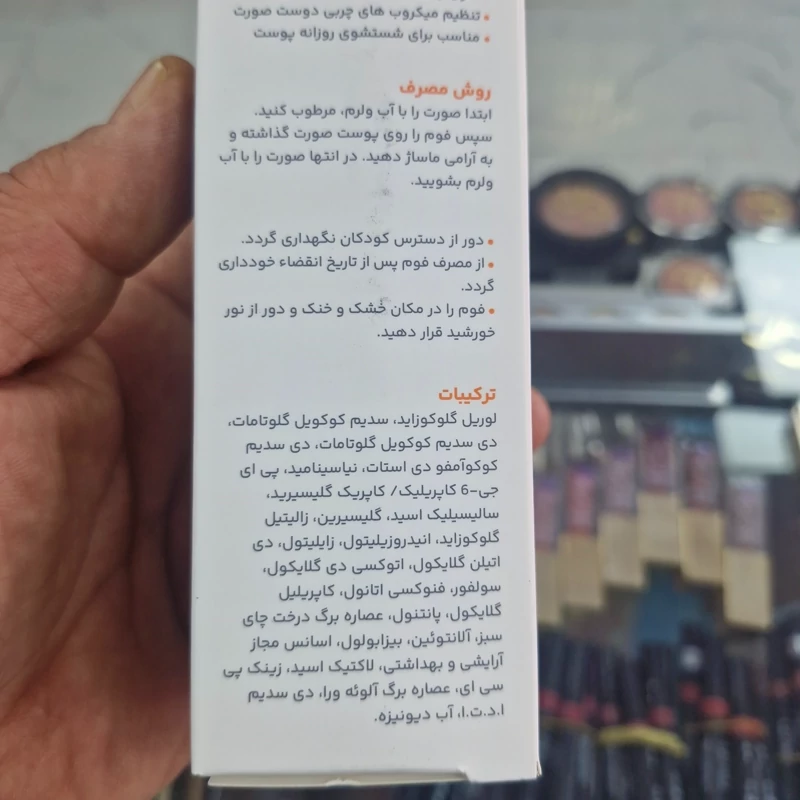 • تنظیم میکروب های چربی دوست صورت
• مناسب برای شستشوی روزانه پوست
روش مصرف
ابتدا صورت را با آب ولرم، مرطوب کنید.
سپس فوم را روی پوست صورت گذاشته و
به آرامی ماساژ دهید. در انتها صورت را با آب
ولرم بشویید.
• دور از دسترس کودکان نگهداری گردد.
• از مصرف فوم پس از تاریخ انقضاء خودداری
گردد.
• فوم را در مکان خشک و خنک و دور از نور
خورشید قرار دهید.
ترکیبات
لوریل گلوکوزاید، سدیم کوکویل گلوتامات،
دی سدیم کوکویل گلوتامات، دی سدیم
کوکوآمفو دی استات، نیاسینامید، پی ای
جی-6 کاپریلیک/ کاپریک گلیسیرید،
سالیسیلیک اسید، گلیسیرین، زالیتیل
گلوکوزاید، انیدروزیلیتول، زایلیتول، دی
اتیلن گلایکول، اتوکسی دی گلایکول،
سولفور، فنوکسی اتانول، کاپریلیل
گلایکول، پانتنول، عصاره برگ درخت چای
سبز، آلانتوئین، بیزابولول، اسانس مجاز
آرایشی و بهداشتی، لاکتیک اسید، زینک پی
سی ای، عصاره برگ آلوئه ورا، دی سدیم
ا.د.ت.ا، آب دیونیزه.